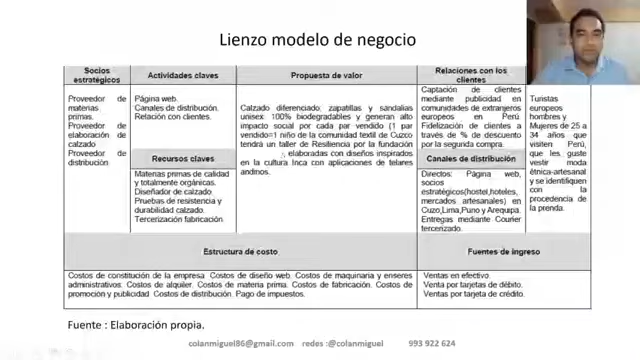 Lienzo modelo de negocio
Socios
estratégicos
Proveedor de
materias
primas.
Proveedor de
elaboración de
calzado
Proveedor de
distribución
Actividades claves
Página web.
Canales de distribución.
Relación con clientes.
Recursos claves
Materias primas de calidad
y totalmente orgánicas.
Diseñador de calzado.
Pruebas de resistencia y
durabilidad calzado.
Tercerización fabricación
Propuesta de valor
Calzado diferenciado: zapatillas y sandalias
unisex 100% biodegradables y generan alto
impacto social por cada par vendido (1 par
vendido=1 niño de la comunidad textil de Cuzco
tendrá un taller de Resiliencia por la fundación
, elaboradas con diseños inspirados
en la cultura Inca con aplicaciones de telares
andinos.
Relaciones con los
clientes
Captación de clientes
mediante publicidad en
comunidades de extranjeros
europeos en Perú.
Fidelización de clientes a
través de % de descuento
por la segunda compra.
Canales de distribución
Directos: Página web,
socios
estratégicos(hostel,hoteles,
mercados artesanales) en
Cuzo,Lima,Puno y Arequipa.
Entregas mediante Courier
tercerizado.
Turistas
europeos
hombres y
Mujeres de 25 a
34 años que
visiten Perú,
que les guste
vestir moda
étnica-artesanal
y se identifiquen
con la
procedencia de
la prenda.
Estructura de costo
Costos de constitución de la empresa. Costos de diseño web. Costos de maquinaria y enseres
administrativos. Costos de alquiler. Costos de materia prima. Costos de fabricación. Costos de
promoción y publicidad. Costos de distribución. Pago de impuestos.
Fuentes de ingreso
Ventas en efectivo.
Venta por tarjetas de débito.
Venta por tarjeta de crédito.
Fuente : Elaboración propia.
colanmiguel86@gmail.com redes :@colanmiguel 993 922 624